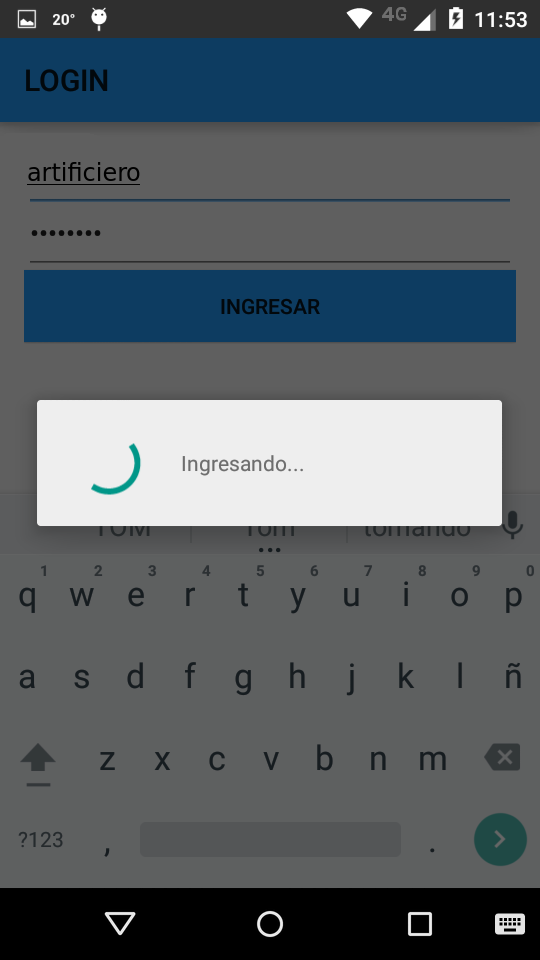 20° 4G 11:53
LOGIN
artificiero
••••••••
INGRESAR
Ingresando...
TOM Tom tomando
1 2 3 4 5 6 7 8 9 0
q w e r t y u i o p
a s d f g h j k l ñ
z x c v b n m
?123 , .